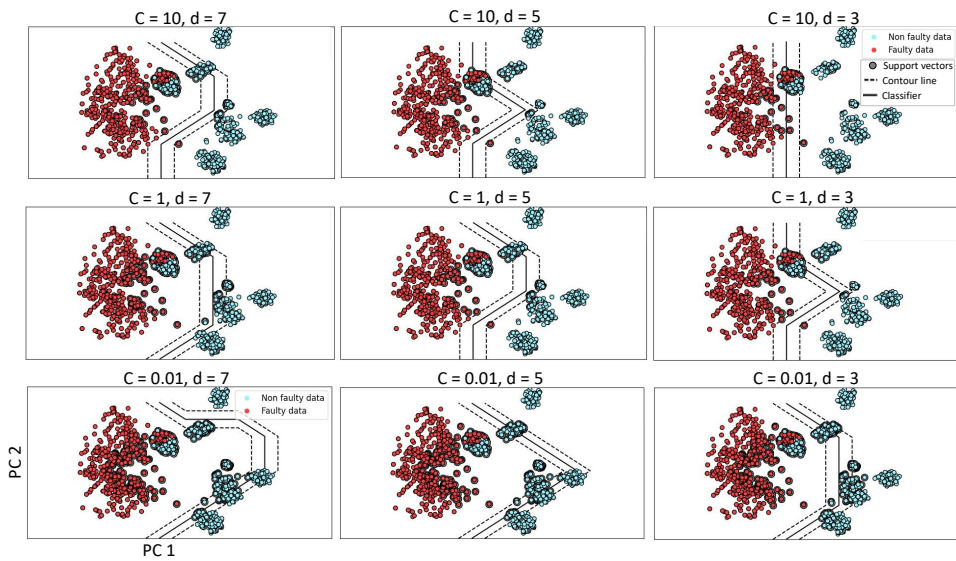 C = 10, d = 7
C = 10, d = 5
C = 10, d = 3
Non faulty data
Faulty data
Support vectors
Contour line
Classifier
C = 1, d = 7
C = 1, d = 5
C = 1, d = 3
C = 0.01, d = 7
C = 0.01, d = 5
C = 0.01, d = 3
Non faulty data
Faulty data
PC 2
PC 1